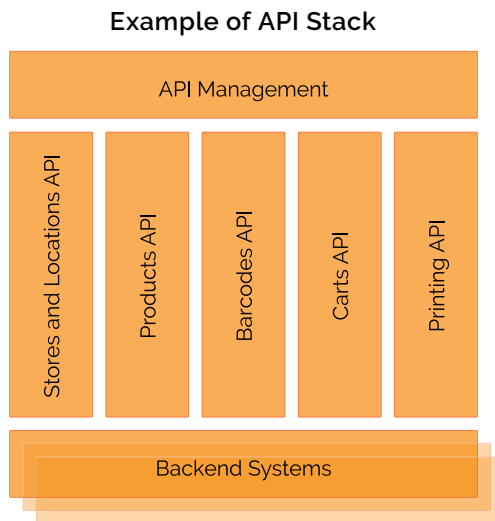 Example of API Stack
API Management
Stores and Locations API
Products API
Barcodes API
Carts API
Printing API
Backend Systems